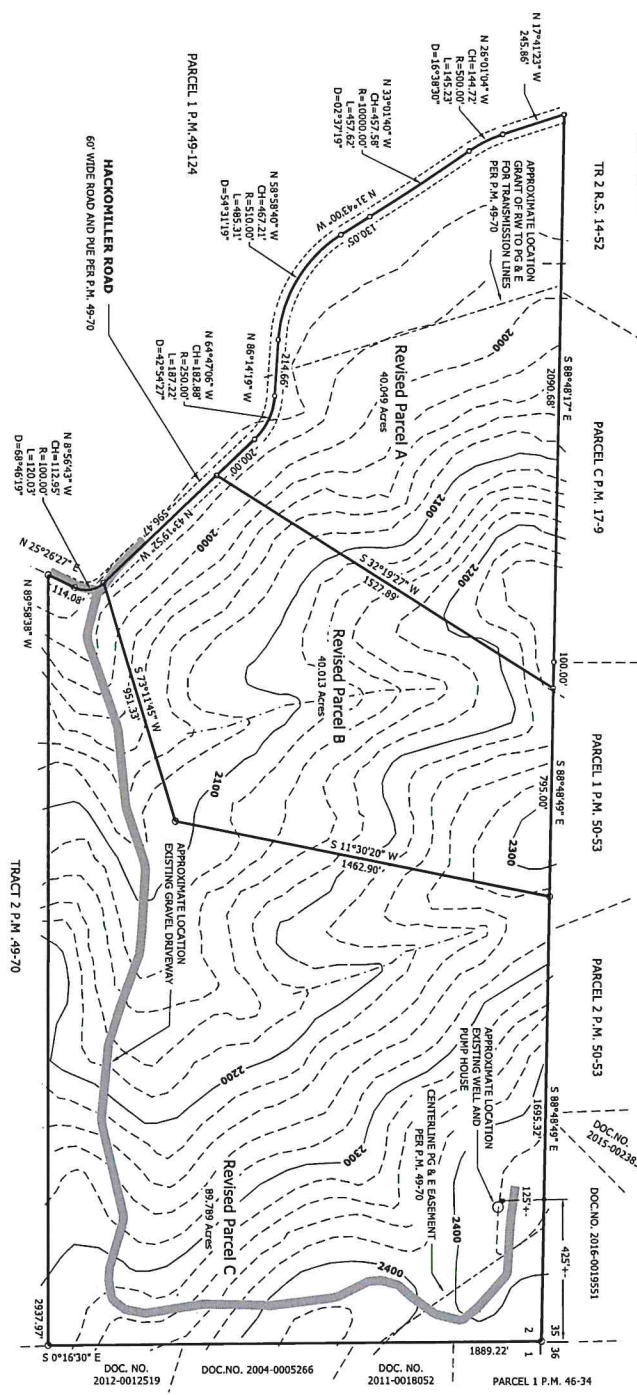 N 17°41'23" W
245.86'
N 26°01'04" W
CH=144.72'
R=500.00'
L=145.23'
D=16°38'30"
N 33°01'40" W
CH=457.58'
R=10000.00'
L=457.62'
D=02°37'19"
N 31°43'00" W
130.05'
N 58°58'40" W
CH=467.21'
R=510.00'
L=485.31'
D=54°31'19"
N 86°14'19" W
214.66'
N 64°47'06" W
CH=182.88'
R=250.00'
L=187.22'
D=42°54'27"
200.00'
PARCEL 1 P.M.49-124
HACKOMILLER ROAD
60' WIDE ROAD AND PUE PER P.M. 49-70
N 43°19'52" W
596.47'
N 8°56'43" W
CH=112.95'
R=100.00'
L=120.03'
D=68°46'19"
N 25°26'27" E
114.08'
N 89°58'38" W
TR 2 R.S. 14-52
APPROXIMATE LOCATION
GRANT OF RW TO PG & E
FOR TRANSMISSION LINES
PER P.M. 49-70
2000
S 88°48'17" E
2090.68'
PARCEL C P.M. 17-9
Revised Parcel A
40.049 Acres
2000
2100
2200
S 32°19'27" W
1527.89'
100.00'
PARCEL 1 P.M. 50-53
S 88°48'49" E
795.00'
Revised Parcel B
40.013 Acres
2300
2100
S 73°11'45" W
951.33'
S 11°30'20" W
1462.90'
PARCEL 2 P.M. 50-53
APPROXIMATE LOCATION
EXISTING GRAVEL DRIVEWAY
TRACT 2 P.M .49-70
2200
2300
S 88°48'49" E
1695.32'
APPROXIMATE LOCATION
EXISTING WELL AND
PUMP HOUSE
CENTERLINE PG & E EASEMENT
PER P.M. 49-70
Revised Parcel C
89.789 Acres
2400
2400
125'+-
425'+-
DOC.NO.
DOC.NO. 2016-0019551
35
36
2
1
1889.22'
PARCEL 1 P.M. 46-34
DOC.NO.
2011-0018052
DOC.NO. 2004-0005266
DOC. NO.
2012-0012519
S 0°16'30" E
2937.97'